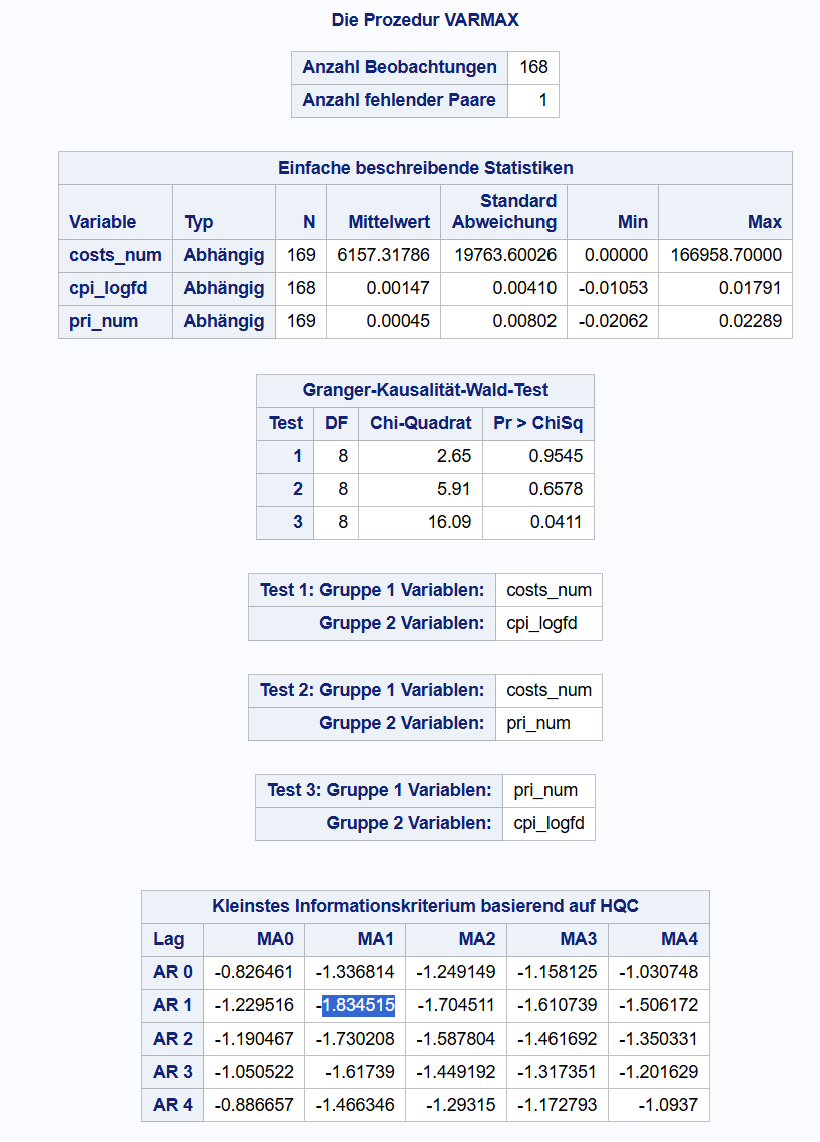 Die Prozedur VARMAX
Anzahl Beobachtungen 168
Anzahl fehlender Paare 1
Einfache beschreibende Statistiken
Variable Typ N Mittelwert Standard Abweichung Min Max
costs_num Abhängig 169 6157.31786 19763.60026 0.00000 166958.70000
cpi_logfd Abhängig 168 0.00147 0.00410 -0.01053 0.01791
pri_num Abhängig 169 0.00045 0.00802 -0.02062 0.02289
Granger-Kausalität-Wald-Test
Test DF Chi-Quadrat Pr > ChiSq
1 8 2.65 0.9545
2 8 5.91 0.6578
3 8 16.09 0.0411
Test 1: Gruppe 1 Variablen: costs_num
Gruppe 2 Variablen: cpi_logfd
Test 2: Gruppe 1 Variablen: costs_num
Gruppe 2 Variablen: pri_num
Test 3: Gruppe 1 Variablen: pri_num
Gruppe 2 Variablen: cpi_logfd
Kleinstes Informationskriterium basierend auf HQC
Lag MA0 MA1 MA2 MA3 MA4
AR 0 -0.826461 -1.336814 -1.249149 -1.158125 -1.030748
AR 1 -1.229516 -1.834515 -1.704511 -1.610739 -1.506172
AR 2 -1.190467 -1.730208 -1.587804 -1.461692 -1.350331
AR 3 -1.050522 -1.61739 -1.449192 -1.317351 -1.201629
AR 4 -0.886657 -1.466346 -1.29315 -1.172793 -1.0937